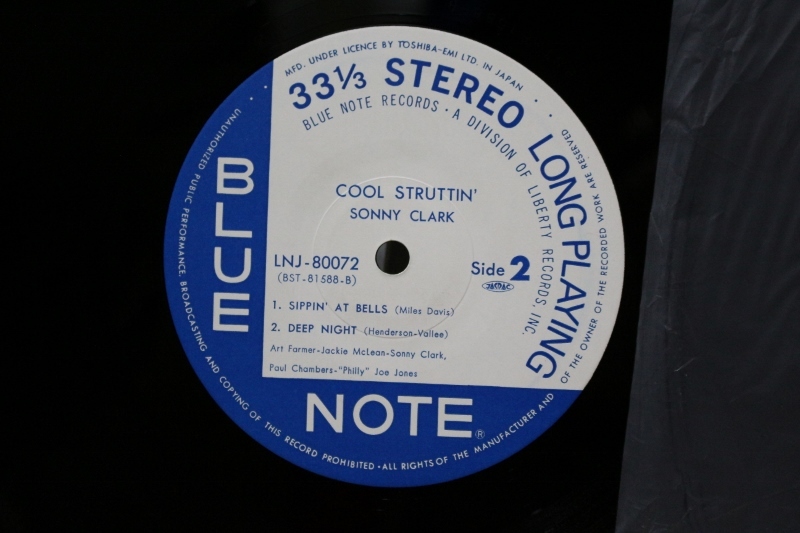 MFD. UNDER LICENCE BY TOSHIBA-EMI LTD. IN JAPAN
33⅓ STEREO LONG PLAYING
BLUE NOTE RECORDS · A DIVISION OF LIBERTY RECORDS, INC.
BLUE
COOL STRUTTIN'
SONNY CLARK
LNJ-80072
(BST-81588-B)
Side 2
JASRAC
1. SIPPIN' AT BELLS (Miles Davis)
2. DEEP NIGHT (Henderson-Vallee)
Art Farmer-Jackie McLean-Sonny Clark,
Paul Chambers-"Philly" Joe Jones
NOTE®
UNAUTHORIZED PUBLIC PERFORMANCE, BROADCASTING AND COPYING OF THIS RECORD PROHIBITED · ALL RIGHTS OF THE MANUFACTURER AND OF THE OWNER OF THE RECORDED WORK ARE RESERVED